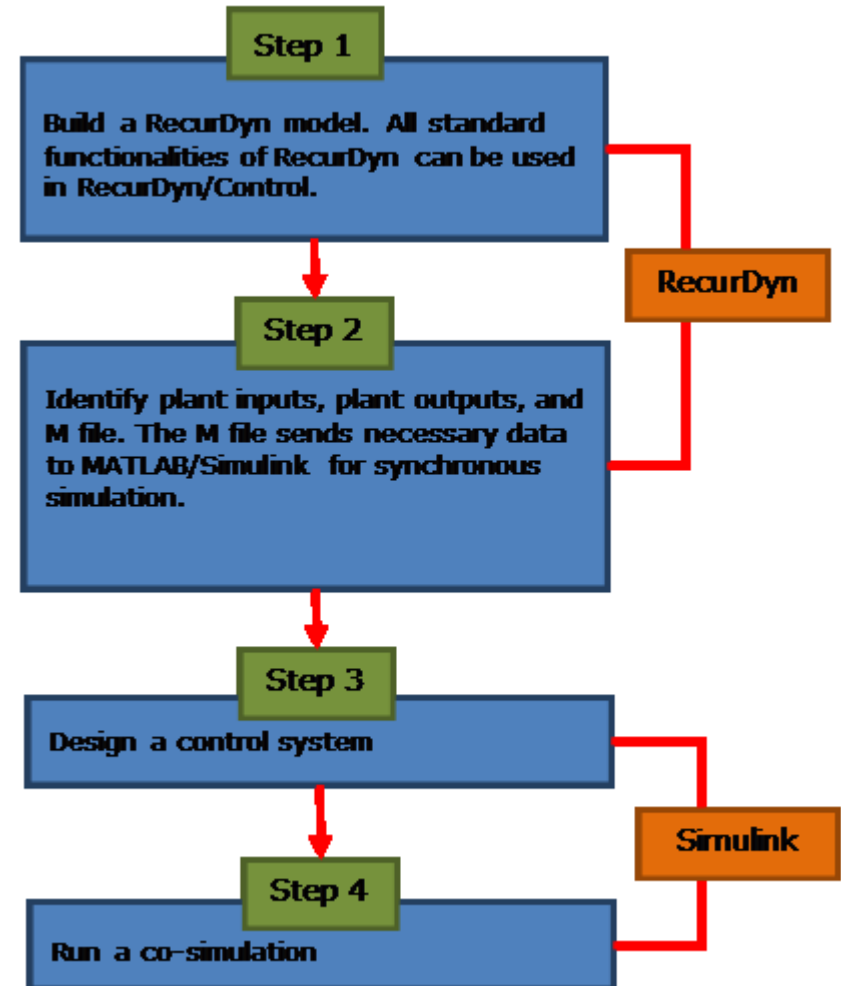 Step 1
Build a RecurDyn model. All standard
functionalities of RecurDyn can be used
in RecurDyn/Control.
RecurDyn
Step 2
Identify plant inputs, plant outputs, and
M file. The M file sends necessary data
to MATLAB/Simulink for synchronous
simulation.
Step 3
Design a control system
Simulink
Step 4
Run a co-simulation